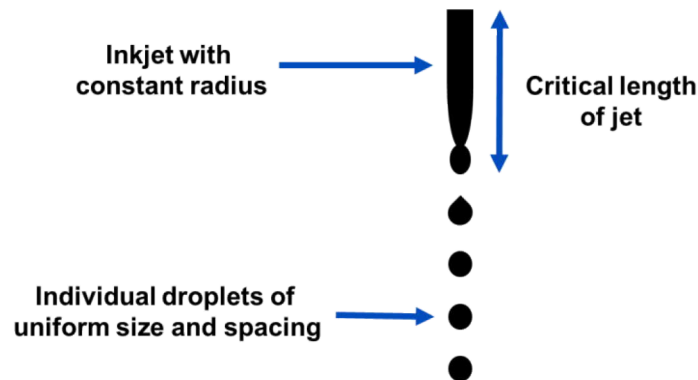 Inkjet with
constant radius
Critical length
of jet
Individual droplets of
uniform size and spacing